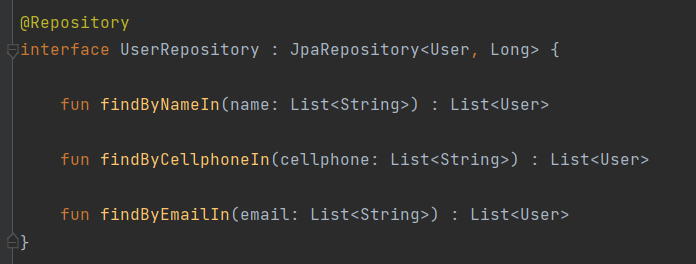 @Repository
interface UserRepository : JpaRepository<User, Long> {
fun findByNameIn(name: List<String>) : List<User>
fun findByCellphoneIn(cellphone: List<String>) : List<User>
fun findByEmailIn(email: List<String>) : List<User>
}